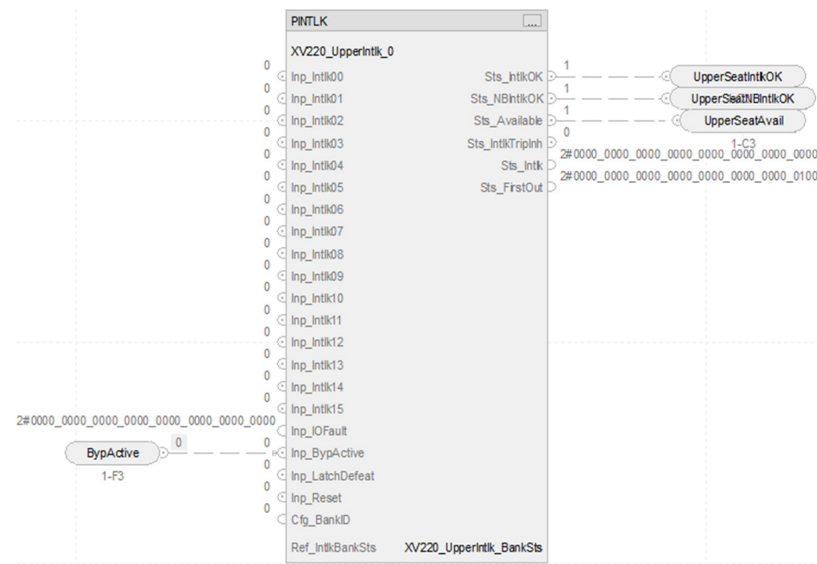 PINTLK ...
XV220_UpperIntlk_0
0 Inp_Intlk00 Sts_IntlkOK 1 UpperSeatIntlkOK
0 Inp_Intlk01 Sts_NBIntlkOK 1 UpperSeatNBIntlkOK
0 Inp_Intlk02 Sts_Available 1 UpperSeatAvail
0 Inp_Intlk03 Sts_IntlkTripInh 0 1-C3
0 Inp_Intlk04 Sts_Intlk 2#0000_0000_0000_0000_0000_0000_0000
0 Inp_Intlk05 Sts_FirstOut 2#0000_0000_0000_0000_0000_0000_0100
0 Inp_Intlk06
0 Inp_Intlk07
0 Inp_Intlk08
0 Inp_Intlk09
0 Inp_Intlk10
0 Inp_Intlk11
0 Inp_Intlk12
0 Inp_Intlk13
0 Inp_Intlk14
0 Inp_Intlk15
2#0000_0000_0000_0000_0000_0000_0000 Inp_IOFault
BypActive 0 0 Inp_BypActive
1-F3
0 Inp_LatchDefeat
0 Inp_Reset
0 Cfg_BankID
Ref_IntlkBankSts XV220_UpperIntlk_BankSts